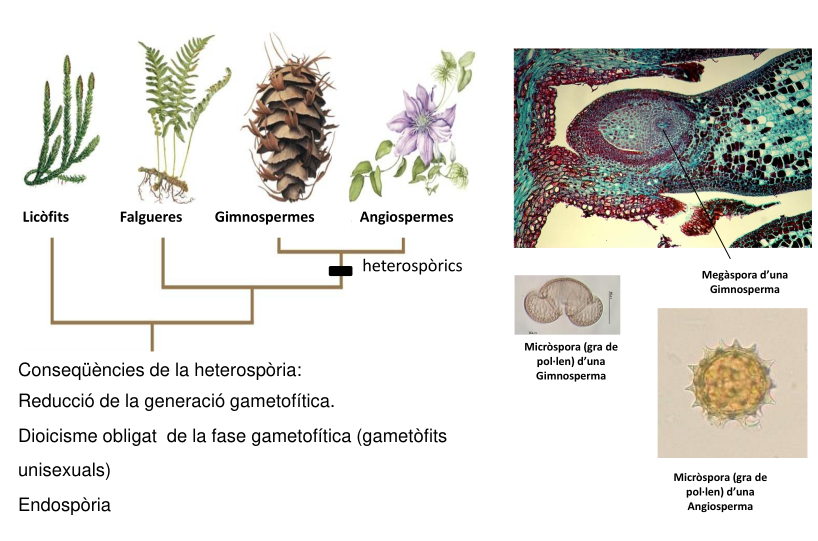 Licòfits
Falgueres
Gimnospermes
Angiospermes
heterospòrics
Conseqüències de la heterospòria:
Reducció de la generació gametofítica.
Dioicisme obligat de la fase gametofítica (gametòfits
unisexuals)
Endospòria
Megàspora d’una
Gimnosperma
Micròspora (gra de
pol·len) d’una
Gimnosperma
Micròspora (gra de
pol·len) d’una
Angiosperma